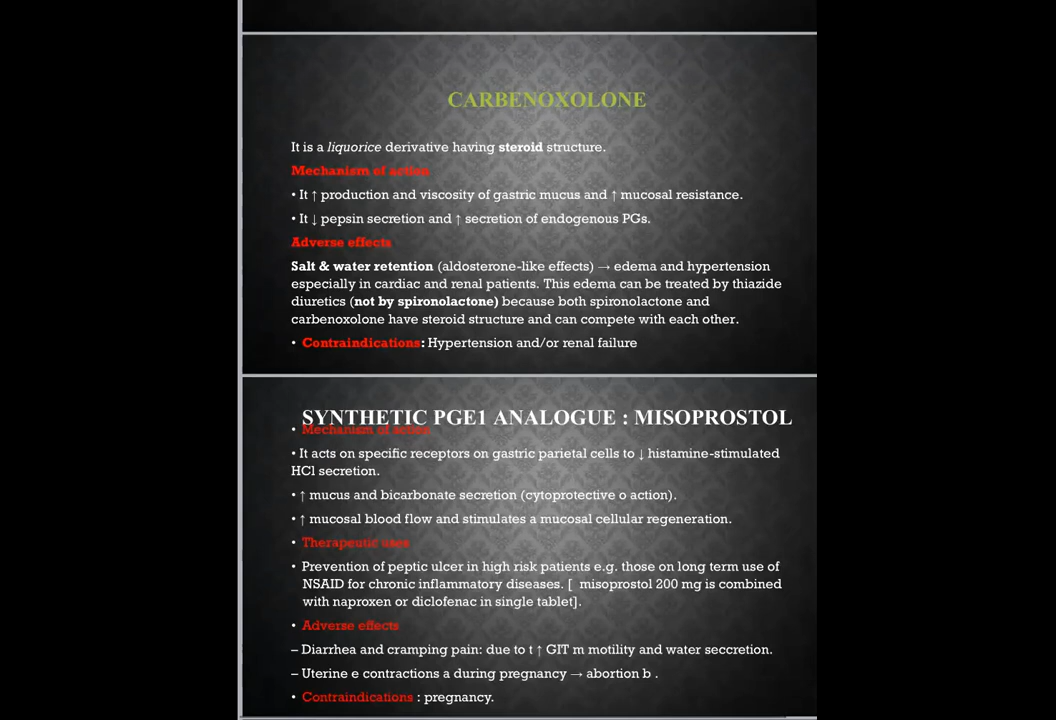 CARBENOXOLONE
It is a liquorice derivative having steroid structure.
Mechanism of action
• It ↑ production and viscosity of gastric mucus and ↑ mucosal resistance.
• It ↓ pepsin secretion and ↑ secretion of endogenous PGs.
Adverse effects
Salt & water retention (aldosterone-like effects) → edema and hypertension
especially in cardiac and renal patients. This edema can be treated by thiazide
diuretics (not by spironolactone) because both spironolactone and
carbenoxolone have steroid structure and can compete with each other.
• Contraindications: Hypertension and/or renal failure
SYNTHETIC PGE1 ANALOGUE : MISOPROSTOL
• Mechanism of action
• It acts on specific receptors on gastric parietal cells to ↓ histamine-stimulated
HCl secretion.
• ↑ mucus and bicarbonate secretion (cytoprotective o action).
• ↑ mucosal blood flow and stimulates a mucosal cellular regeneration.
• Therapeutic uses
• Prevention of peptic ulcer in high risk patients e.g. those on long term use of
NSAID for chronic inflammatory diseases. [ misoprostol 200 mg is combined
with naproxen or diclofenac in single tablet].
• Adverse effects
– Diarrhea and cramping pain: due to t ↑ GIT m motility and water seccretion.
– Uterine e contractions a during pregnancy → abortion b .
• Contraindications : pregnancy.